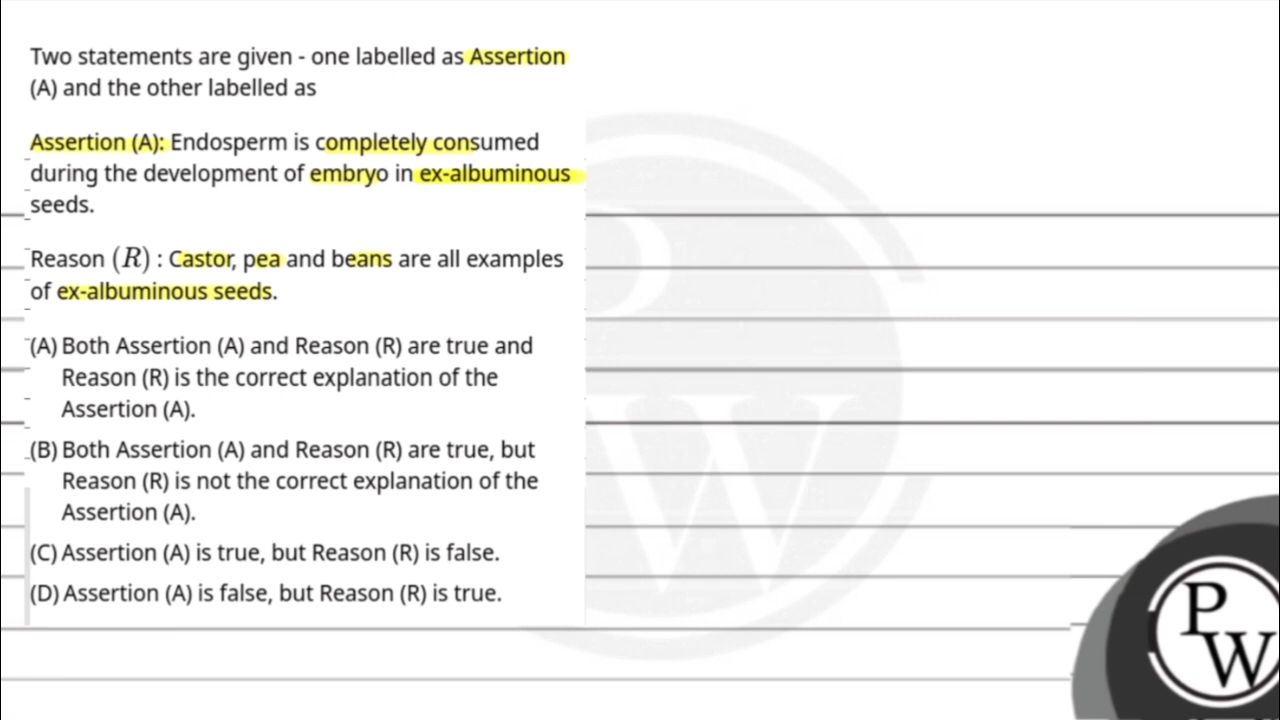 Two statements are given - one labelled as Assertion
(A) and the other labelled as
Assertion (A): Endosperm is completely consumed
during the development of embryo in ex-albuminous
seeds.
Reason (R) : Castor, pea and beans are all examples
of ex-albuminous seeds.
(A) Both Assertion (A) and Reason (R) are true and
Reason (R) is the correct explanation of the
Assertion (A).
(B) Both Assertion (A) and Reason (R) are true, but
Reason (R) is not the correct explanation of the
Assertion (A).
(C) Assertion (A) is true, but Reason (R) is false.
(D) Assertion (A) is false, but Reason (R) is true.
P
W
P
W